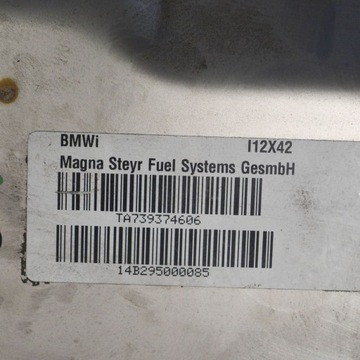 BMWi I12X42
Magna Steyr Fuel Systems GesmbH
TA739374606
14B295000085